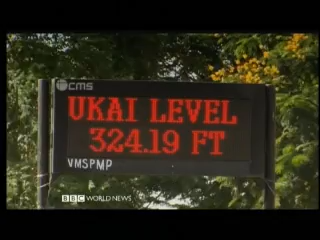 CMS
UKAI LEVEL
324.19 FT
VMSPMP
BBC WORLD NEWS